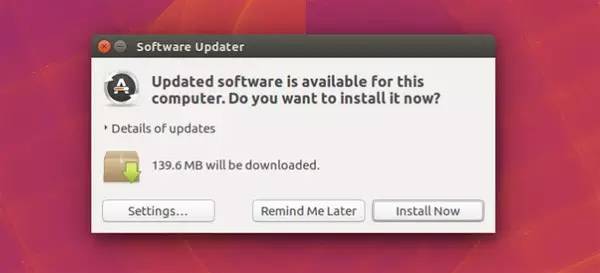 Software Updater
Updated software is available for this
computer. Do you want to install it now?
Details of updates
139.6 MB will be downloaded.
Settings... Remind Me Later Install Now